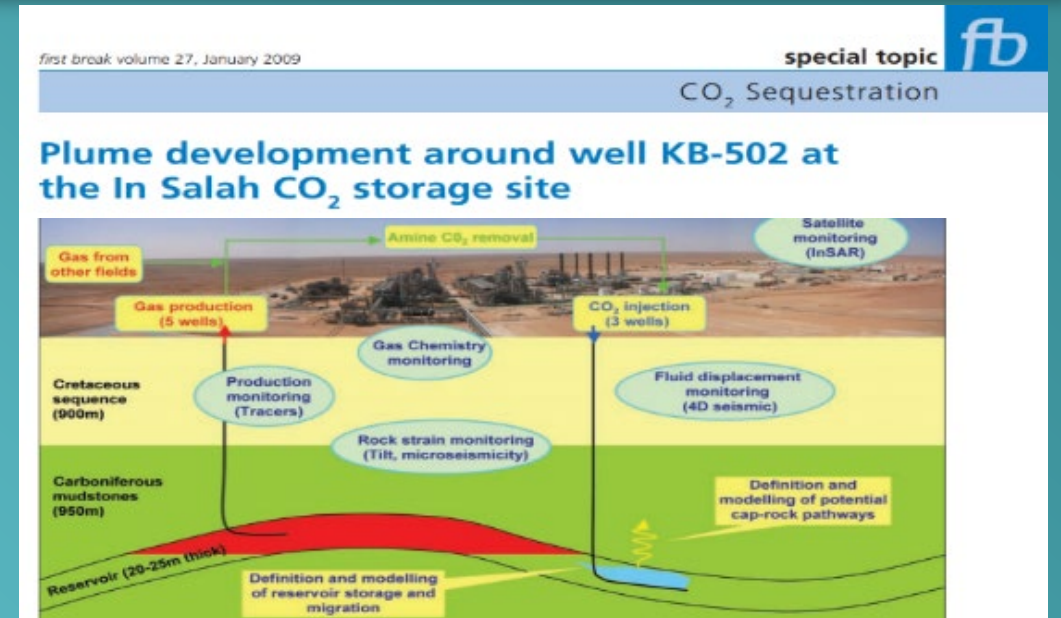 first break volume 27, January 2009
special topic
fb
CO₂ Sequestration
Plume development around well KB-502 at
the In Salah CO₂ storage site
Satellite
monitoring
(InSAR)
Amine C0₂ removal
Gas from
other fields
Gas production
(5 wells)
CO₂ injection
(3 wells)
Gas Chemistry
monitoring
Cretaceous
sequence
(900m)
Production
monitoring
(Tracers)
Fluid displacement
monitoring
(4D seismic)
Rock strain monitoring
(Tilt, microseismicity)
Carboniferous
mudstones
(950m)
Definition and
modelling of potential
cap-rock pathways
Reservoir (20-25m thick)
Definition and modelling
of reservoir storage and
migration